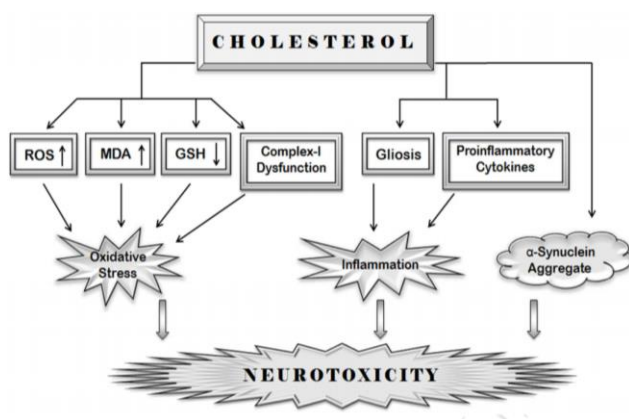 CHOLESTEROL
ROS ↑
MDA ↑
GSH ↓
Complex-I
Dysfunction
Gliosis
Proinflammatory
Cytokines
Oxidative
Stress
Inflammation
α-Synuclein
Aggregate
NEUROTOXICITY